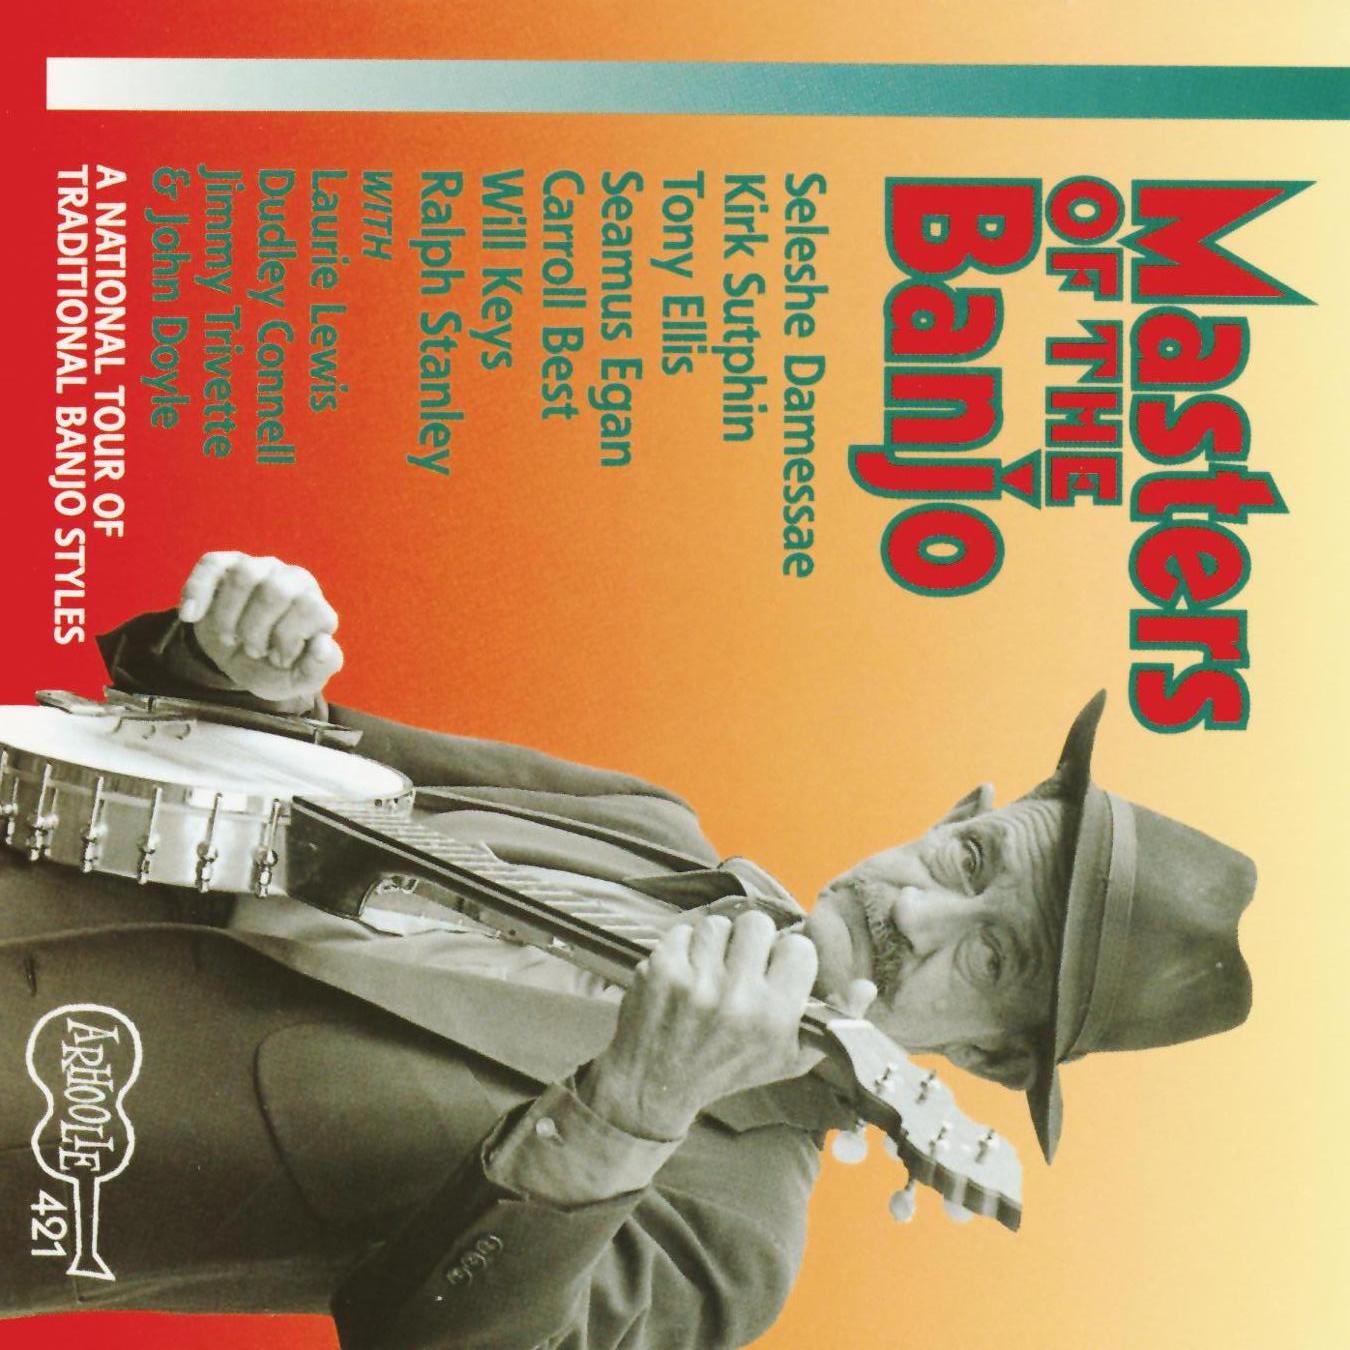 Masters
OF THE
Banjo
Seleshe Damessae
Kirk Sutphin
Tony Ellis
Seamus Egan
Carroll Best
Will Keys
Ralph Stanley
WITH
Laurie Lewis
Dudley Connell
Jimmy Trivette
& John Doyle
A NATIONAL TOUR OF
TRADITIONAL BANJO STYLES
ARHOOLIE
421